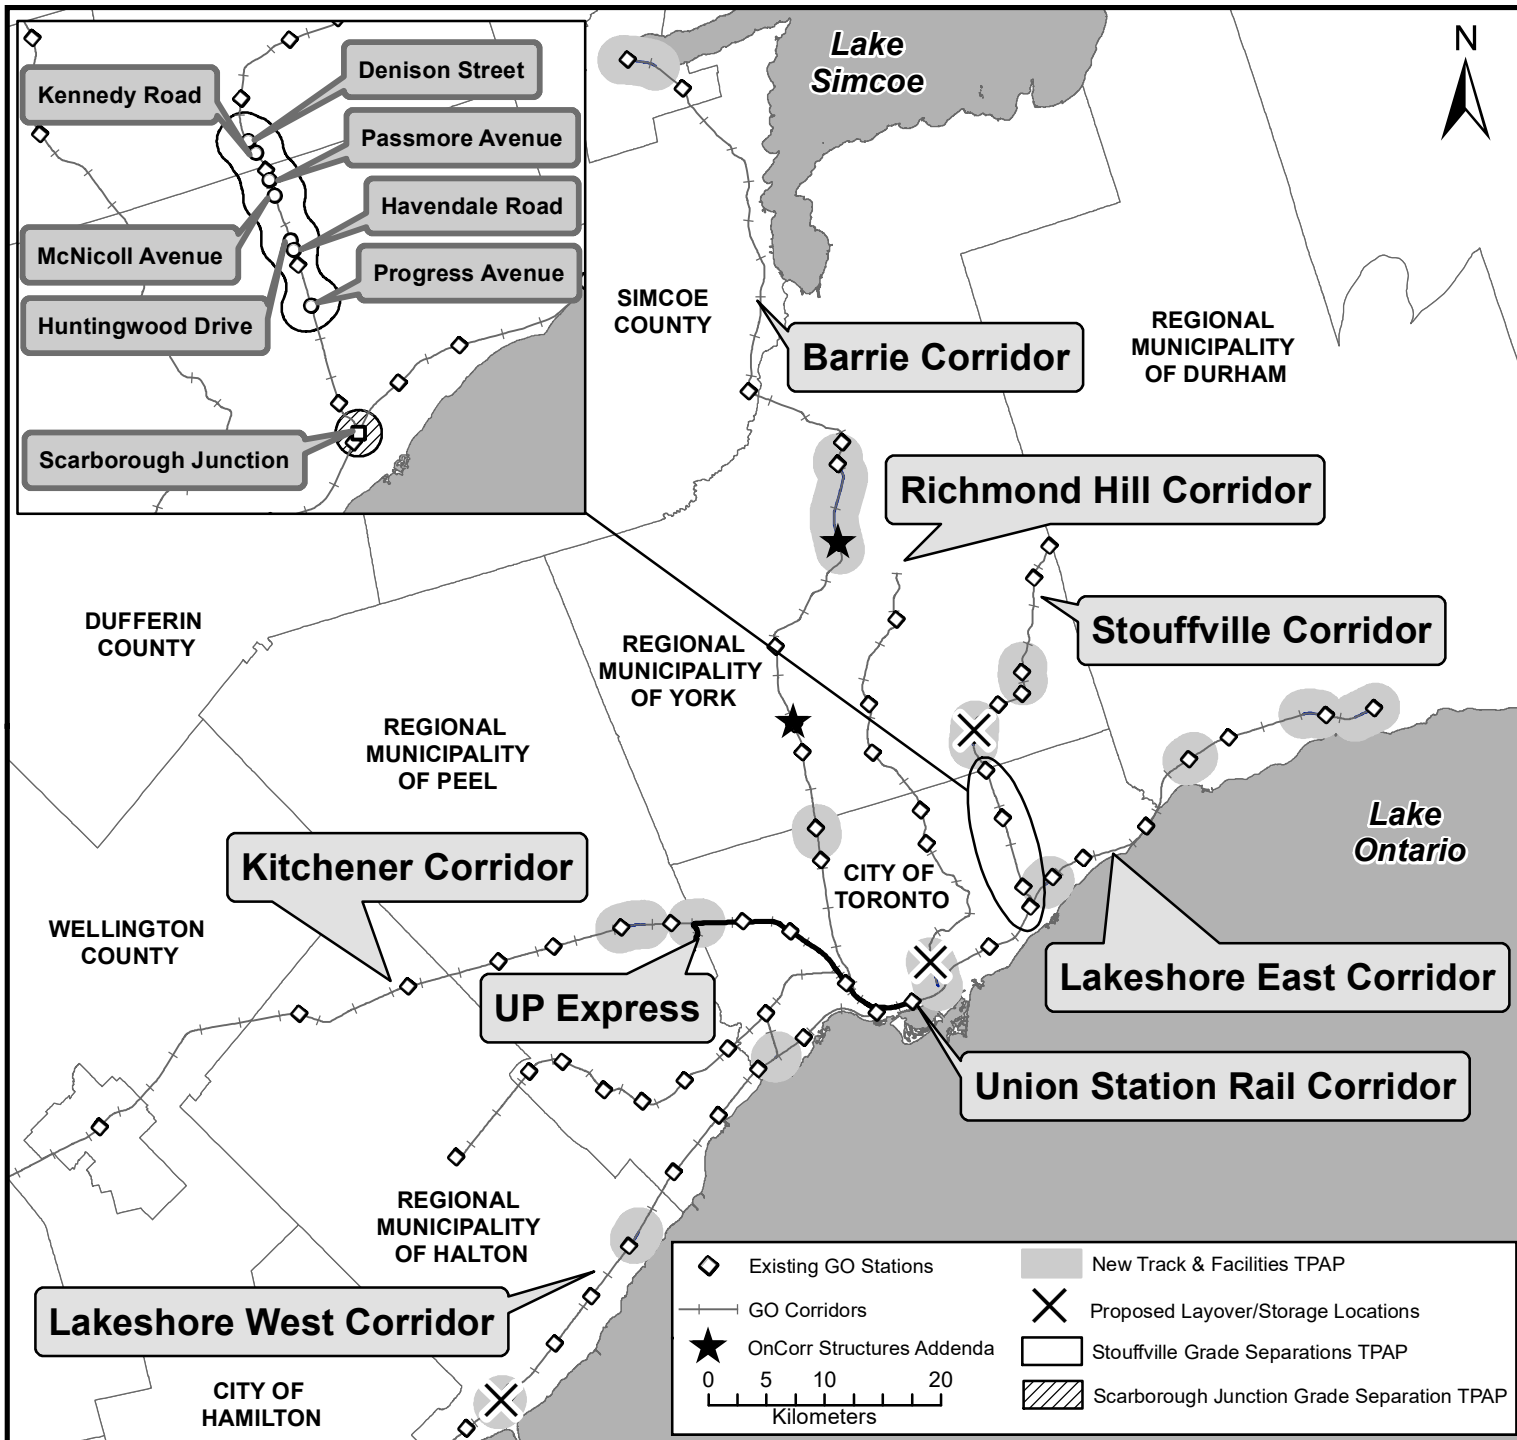 Kennedy Road
Denison Street
Passmore Avenue
Havendale Road
McNicoll Avenue
Progress Avenue
Huntingwood Drive
Scarborough Junction
Lake
Simcoe
N
SIMCOE
COUNTY
Barrie Corridor
REGIONAL
MUNICIPALITY
OF DURHAM
Richmond Hill Corridor
DUFFERIN
COUNTY
REGIONAL
MUNICIPALITY
OF YORK
Stouffville Corridor
REGIONAL
MUNICIPALITY
OF PEEL
Lake
Ontario
Kitchener Corridor
CITY OF
TORONTO
WELLINGTON
COUNTY
UP Express
Lakeshore East Corridor
Union Station Rail Corridor
REGIONAL
MUNICIPALITY
OF HALTON
Lakeshore West Corridor
CITY OF
HAMILTON
Existing GO Stations
GO Corridors
OnCorr Structures Addenda
0 5 10 20
Kilometers
New Track & Facilities TPAP
Proposed Layover/Storage Locations
Stouffville Grade Separations TPAP
Scarborough Junction Grade Separation TPAP